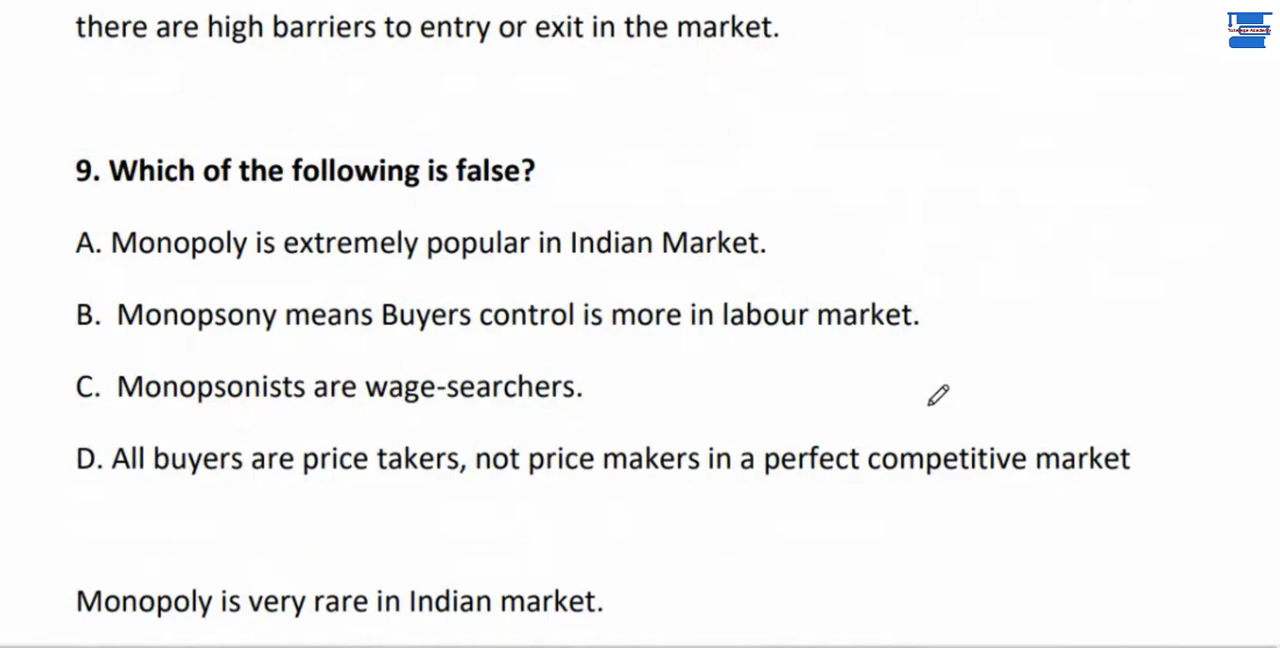 there are high barriers to entry or exit in the market.
9. Which of the following is false?
A. Monopoly is extremely popular in Indian Market.
B. Monopsony means Buyers control is more in labour market.
C. Monopsonists are wage-searchers.
D. All buyers are price takers, not price makers in a perfect competitive market
Monopoly is very rare in Indian market.